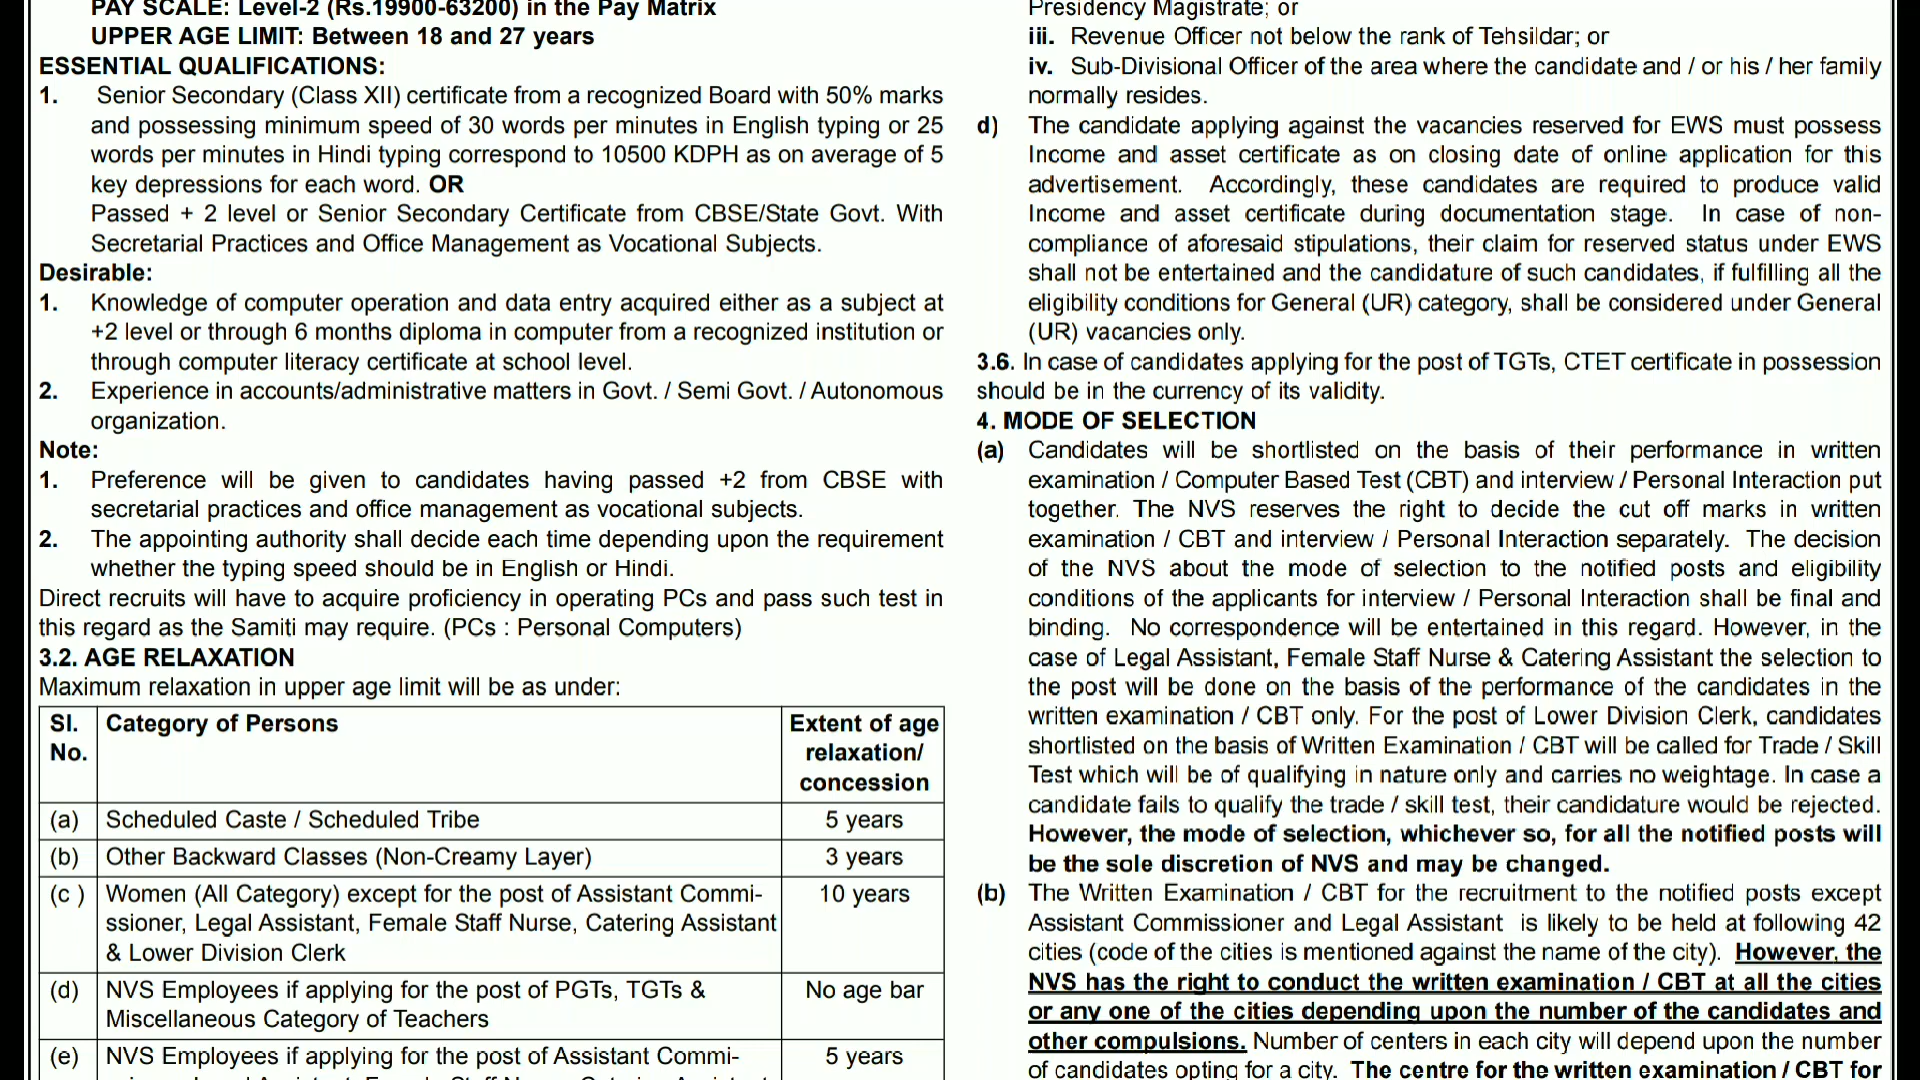 PAY SCALE: Level-2 (Rs.19900-63200) in the Pay Matrix
UPPER AGE LIMIT: Between 18 and 27 years
ESSENTIAL QUALIFICATIONS:
1. Senior Secondary (Class XII) certificate from a recognized Board with 50% marks
and possessing minimum speed of 30 words per minutes in English typing or 25
words per minutes in Hindi typing correspond to 10500 KDPH as on average of 5
key depressions for each word. OR
Passed + 2 level or Senior Secondary Certificate from CBSE/State Govt. With
Secretarial Practices and Office Management as Vocational Subjects.
Desirable:
1. Knowledge of computer operation and data entry acquired either as a subject at
+2 level or through 6 months diploma in computer from a recognized institution or
through computer literacy certificate at school level.
2. Experience in accounts/administrative matters in Govt. / Semi Govt. / Autonomous
organization.
Note:
1. Preference will be given to candidates having passed +2 from CBSE with
secretarial practices and office management as vocational subjects.
2. The appointing authority shall decide each time depending upon the requirement
whether the typing speed should be in English or Hindi.
Direct recruits will have to acquire proficiency in operating PCs and pass such test in
this regard as the Samiti may require. (PCs : Personal Computers)
3.2. AGE RELAXATION
Maximum relaxation in upper age limit will be as under:
Sl. Category of Persons Extent of age
No. relaxation/
concession
(a) Scheduled Caste / Scheduled Tribe 5 years
(b) Other Backward Classes (Non-Creamy Layer) 3 years
(c ) Women (All Category) except for the post of Assistant Commi- 10 years
ssioner, Legal Assistant, Female Staff Nurse, Catering Assistant
& Lower Division Clerk
(d) NVS Employees if applying for the post of PGTs, TGTs & No age bar
Miscellaneous Category of Teachers
(e) NVS Employees if applying for the post of Assistant Commi- 5 years
Presidency Magistrate; or
iii. Revenue Officer not below the rank of Tehsildar; or
iv. Sub-Divisional Officer of the area where the candidate and / or his / her family
normally resides.
d) The candidate applying against the vacancies reserved for EWS must possess
Income and asset certificate as on closing date of online application for this
advertisement. Accordingly, these candidates are required to produce valid
Income and asset certificate during documentation stage. In case of non-
compliance of aforesaid stipulations, their claim for reserved status under EWS
shall not be entertained and the candidature of such candidates, if fulfilling all the
eligibility conditions for General (UR) category, shall be considered under General
(UR) vacancies only.
3.6. In case of candidates applying for the post of TGTs, CTET certificate in possession
should be in the currency of its validity.
4. MODE OF SELECTION
(a) Candidates will be shortlisted on the basis of their performance in written
examination / Computer Based Test (CBT) and interview / Personal Interaction put
together. The NVS reserves the right to decide the cut off marks in written
examination / CBT and interview / Personal Interaction separately. The decision
of the NVS about the mode of selection to the notified posts and eligibility
conditions of the applicants for interview / Personal Interaction shall be final and
binding. No correspondence will be entertained in this regard. However, in the
case of Legal Assistant, Female Staff Nurse & Catering Assistant the selection to
the post will be done on the basis of the performance of the candidates in the
written examination / CBT only. For the post of Lower Division Clerk, candidates
shortlisted on the basis of Written Examination / CBT will be called for Trade / Skill
Test which will be of qualifying in nature only and carries no weightage. In case a
candidate fails to qualify the trade / skill test, their candidature would be rejected.
However, the mode of selection, whichever so, for all the notified posts will
be the sole discretion of NVS and may be changed.
(b) The Written Examination / CBT for the recruitment to the notified posts except
Assistant Commissioner and Legal Assistant is likely to be held at following 42
cities (code of the cities is mentioned against the name of the city). However, the
NVS has the right to conduct the written examination / CBT at all the cities
or any one of the cities depending upon the number of the candidates and
other compulsions. Number of centers in each city will depend upon the number
of candidates opting for a city. The centre for the written examination / CBT for